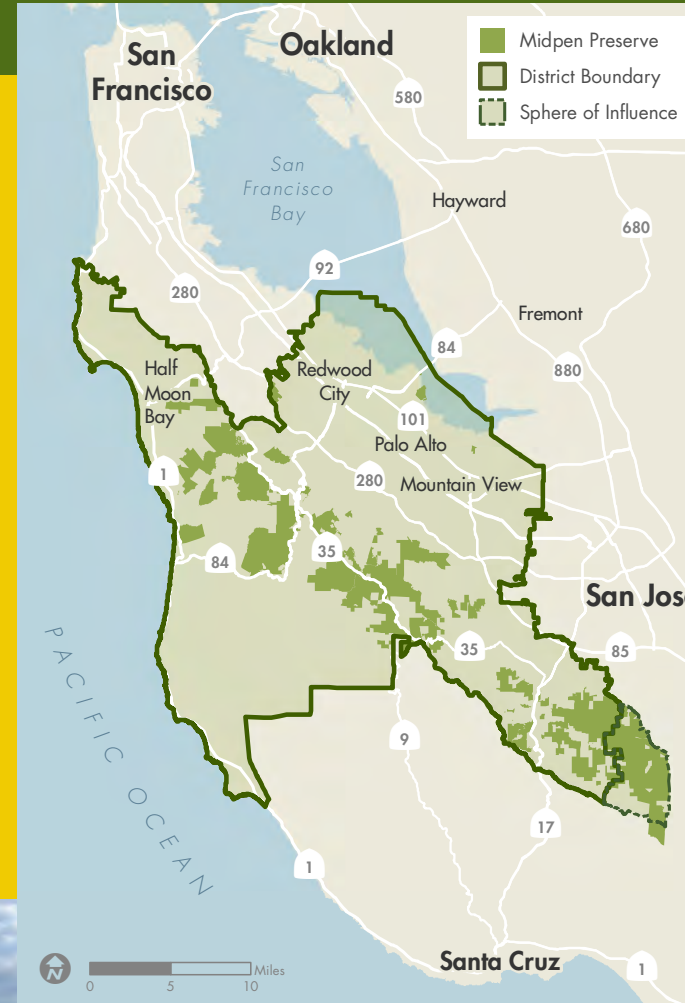 San
Francisco
Oakland
Midpen Preserve
District Boundary
Sphere of Influence
580
San
Francisco
Bay
Hayward
680
92
280
Fremont
84
880
Half
Moon
Bay
Redwood
City
101
Palo Alto
1
280
Mountain View
84
35
San Jos
35
85
PACIFIC OCEAN
9
17
1
Santa Cruz
1
N
Miles
0 5 10